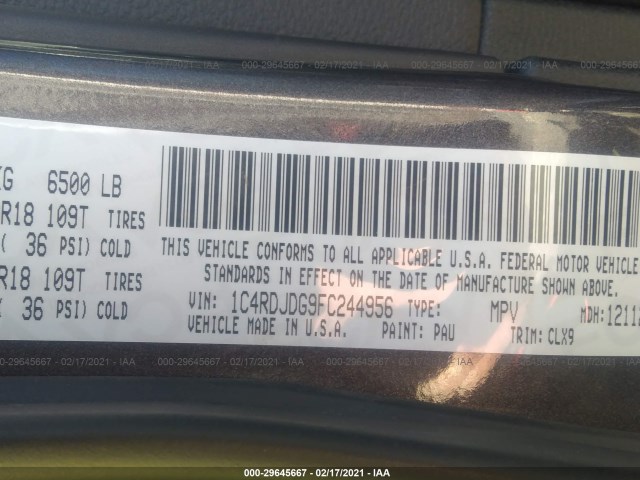 000-29645667 - 02/17/2021 - IAA
KG 6500 LB
R18 109T TIRES
( 36 PSI) COLD
R18 109T TIRES
( 36 PSI) COLD
THIS VEHICLE CONFORMS TO ALL APPLICABLE U.S.A. FEDERAL MOTOR VEHICLE
STANDARDS IN EFFECT ON THE DATE OF MANUFACTURE SHOWN ABOVE.
VIN: 1C4RDJDG9FC244956 TYPE: MPV MDH:12112
VEHICLE MADE IN U.S.A. PAINT: PAU TRIM: CLX9
000-29645667 - 02/17/2021 - IAA
000-29645667 - 02/17/2021 - IAA